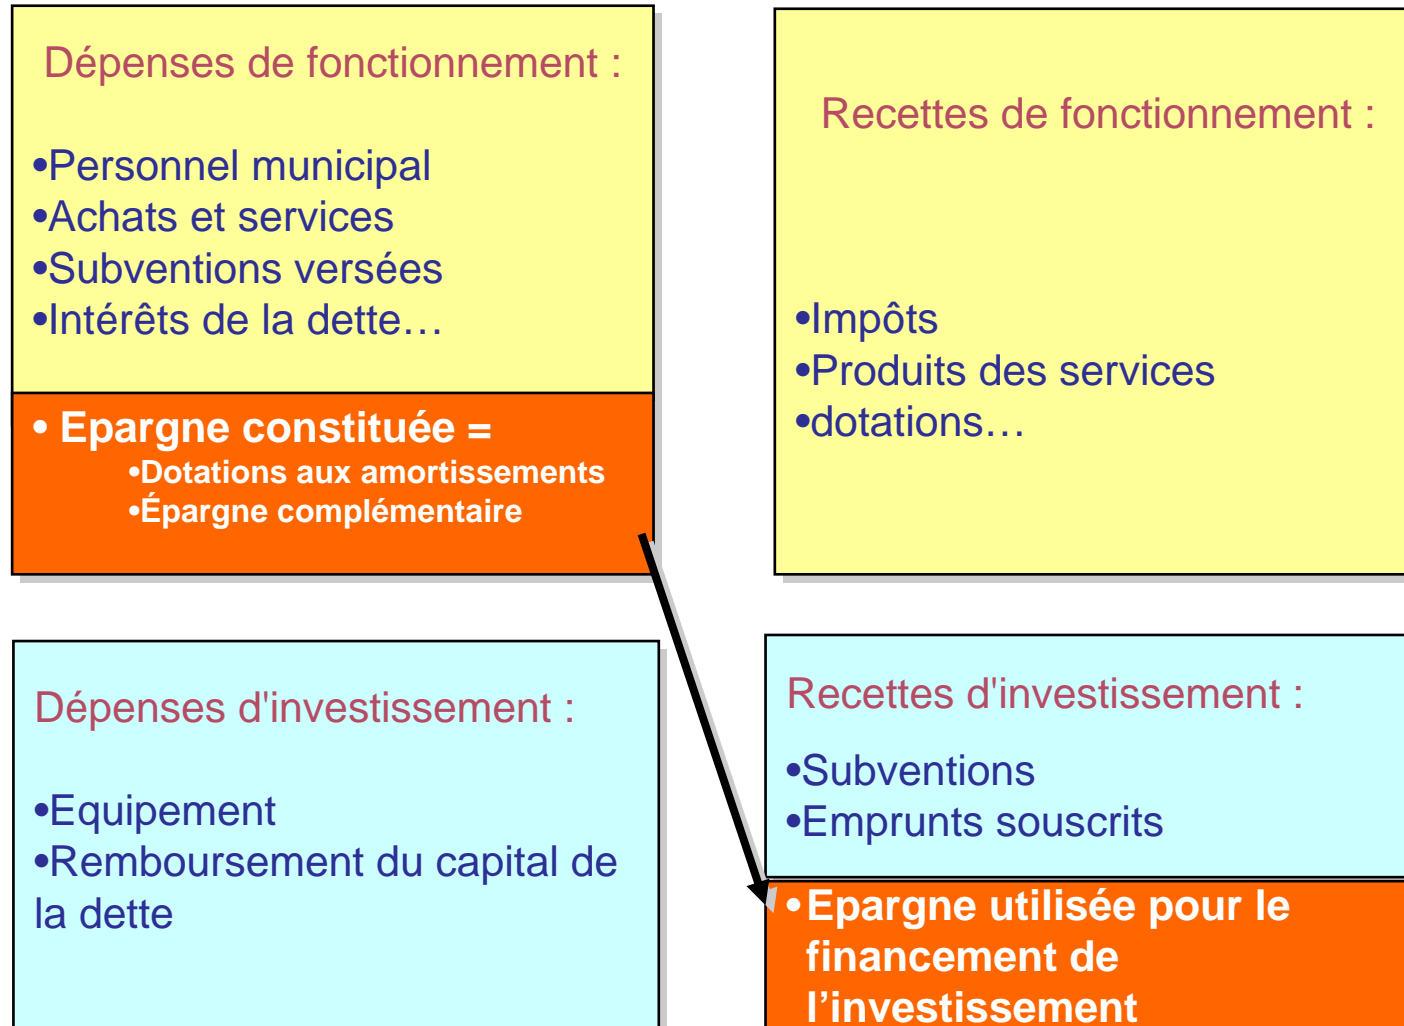 Dépenses de fonctionnement :
•Personnel municipal
•Achats et services
•Subventions versées
•Intérêts de la dette…
• Epargne constituée =
•Dotations aux amortissements
•Épargne complémentaire
Recettes de fonctionnement :
•Impôts
•Produits des services
•dotations…
Dépenses d'investissement :
•Equipement
•Remboursement du capital de
la dette
Recettes d'investissement :
•Subventions
•Emprunts souscrits
•Epargne utilisée pour le
financement de
l’investissement